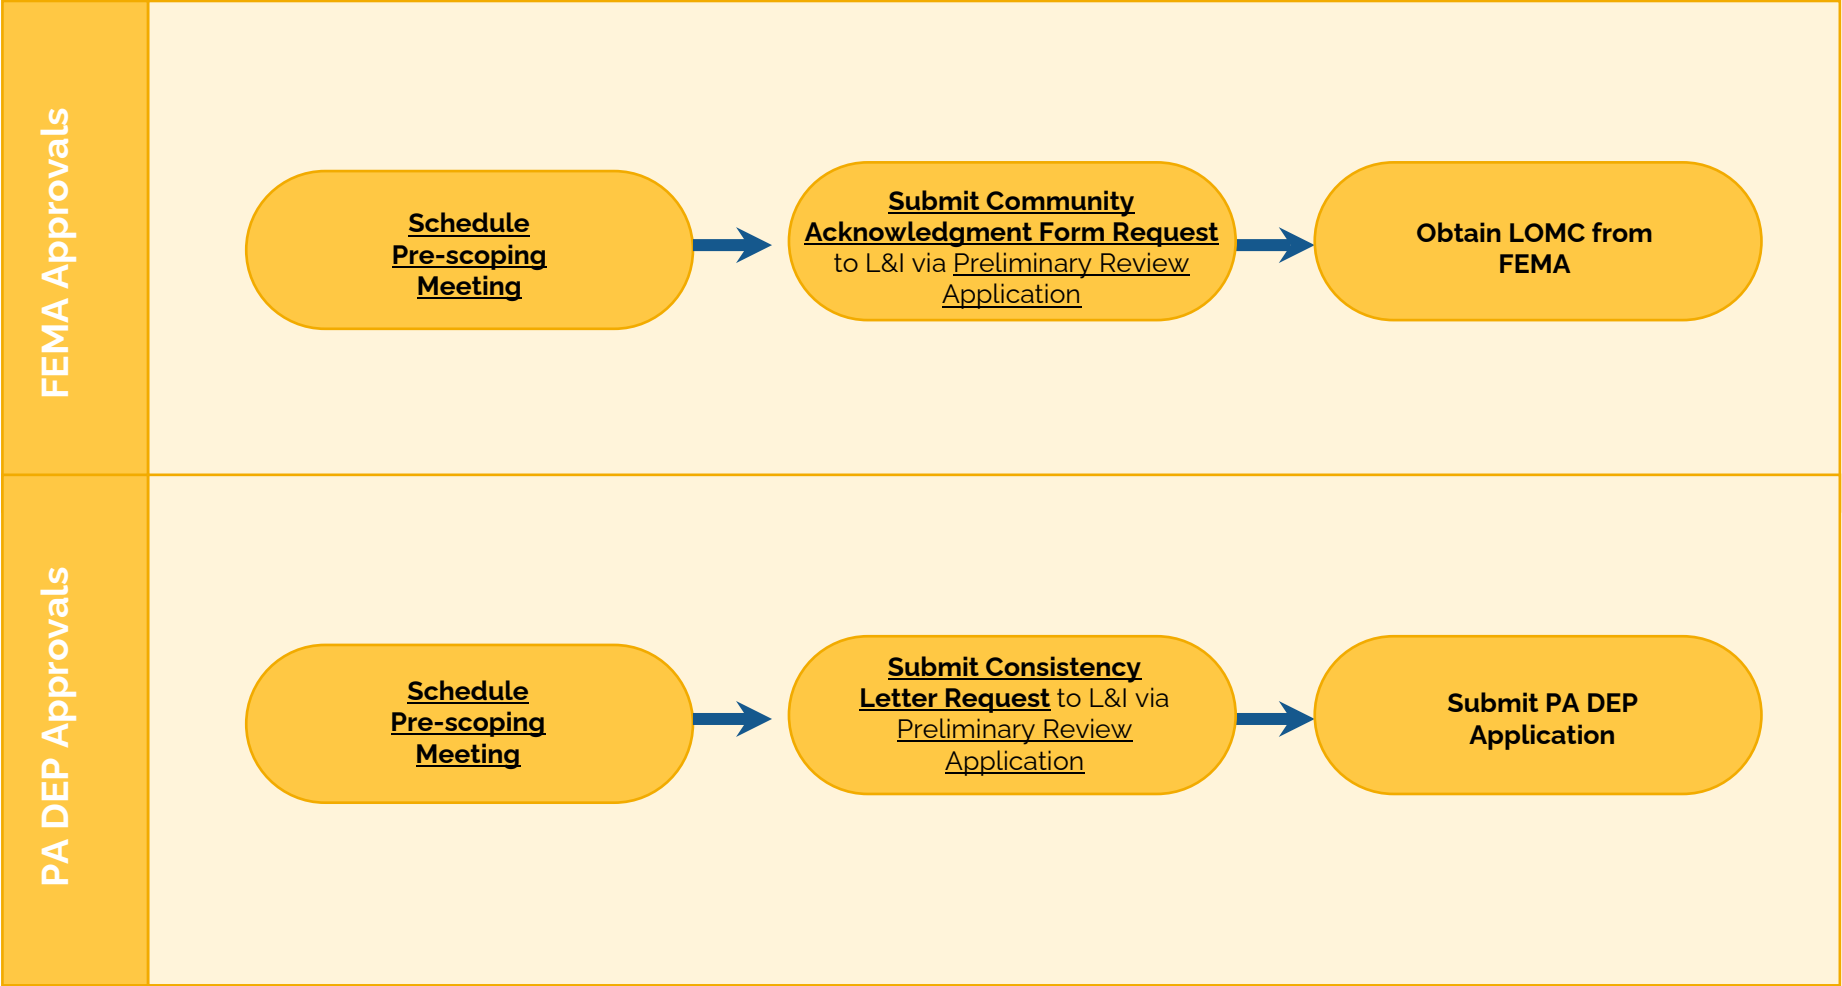 FEMA Approvals
Schedule
Pre-scoping
Meeting
Submit Community
Acknowledgment Form Request
to L&I via Preliminary Review
Application
Obtain LOMC from
FEMA
PA DEP Approvals
Schedule
Pre-scoping
Meeting
Submit Consistency
Letter Request to L&I via
Preliminary Review
Application
Submit PA DEP
Application